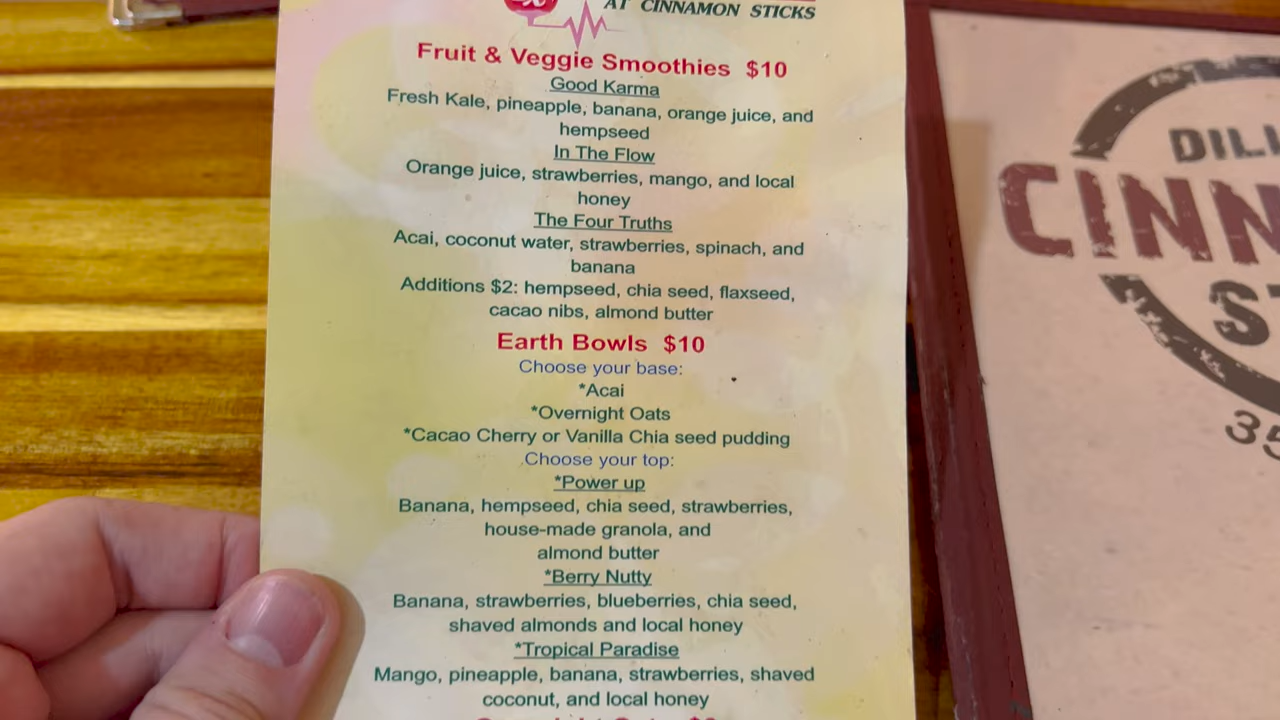 AT CINNAMON STICKS
Fruit & Veggie Smoothies $10
Good Karma
Fresh Kale, pineapple, banana, orange juice, and
hempseed
In The Flow
Orange juice, strawberries, mango, and local
honey
The Four Truths
Acai, coconut water, strawberries, spinach, and
banana
Additions $2: hempseed, chia seed, flaxseed,
cacao nibs, almond butter
Earth Bowls $10
Choose your base:
*Acai
*Overnight Oats
*Cacao Cherry or Vanilla Chia seed pudding
Choose your top:
*Power up
Banana, hempseed, chia seed, strawberries,
house-made granola, and
almond butter
*Berry Nutty
Banana, strawberries, blueberries, chia seed,
shaved almonds and local honey
*Tropical Paradise
Mango, pineapple, banana, strawberries, shaved
coconut, and local honey
DILL
CINN
ST
35